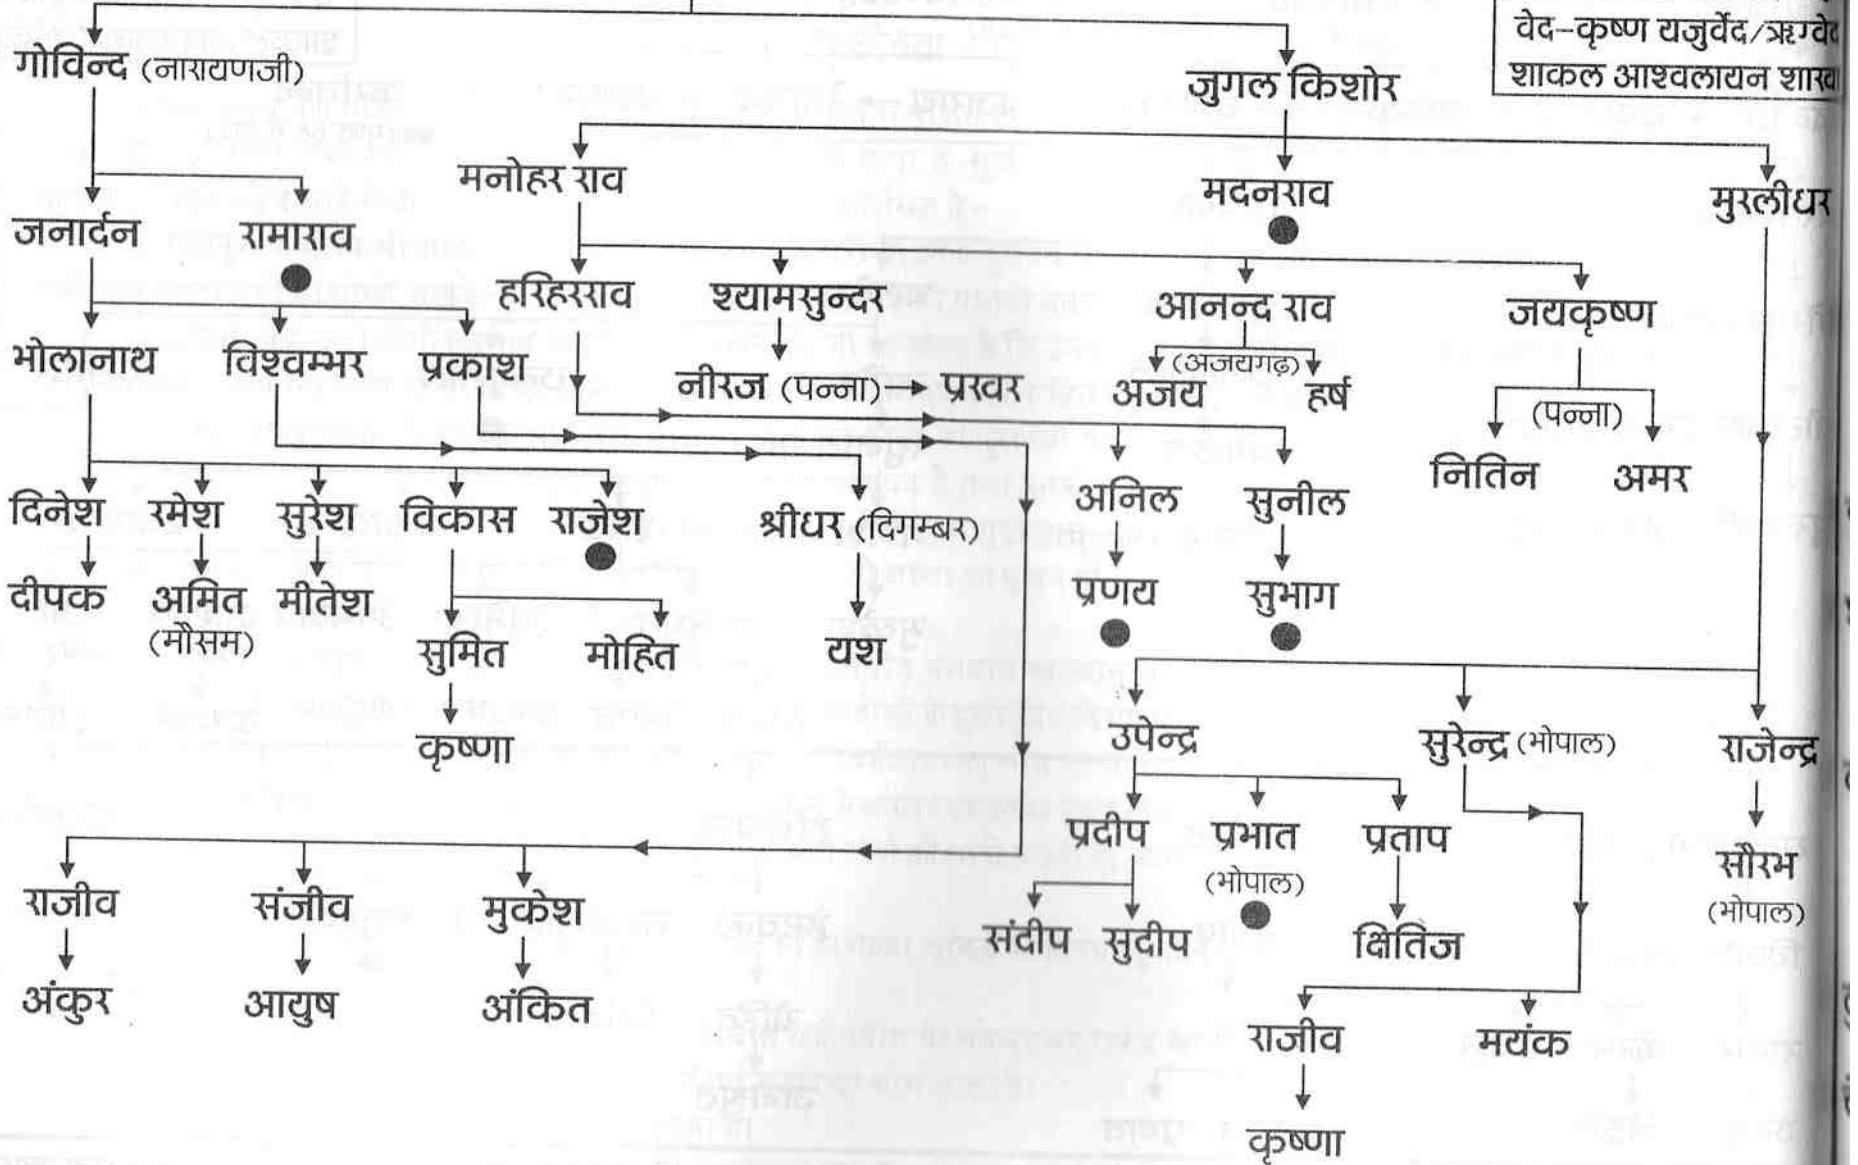 वेद-कृष्ण यजुर्वेद/ऋग्वेद
शाकल आश्वलायन शाखा
गोविन्द (नारायणजी) जुगल किशोर
मनोहर राव मदनराव मुरलीधर
जनार्दन रामाराव
हरिहरराव श्यामसुन्दर आनन्द राव जयकृष्ण
भोलानाथ विश्वम्भर प्रकाश
(अजयगढ़)
नीरज (पन्ना) प्रखर अजय हर्ष
(पन्ना)
नितिन अमर
दिनेश रमेश सुरेश विकास राजेश श्रीधर (दिगम्बर) अनिल सुनील
दीपक अमित मीतेश प्रणय सुभाग
(मौसम)
सुमित मोहित यश
कृष्णा उपेन्द्र सुरेन्द्र (भोपाल) राजेन्द्र
प्रदीप प्रभात प्रताप
(भोपाल)
सौरभ
(भोपाल)
राजीव संजीव मुकेश
संदीप सुदीप क्षितिज
अंकुर आयुष अंकित
राजीव मयंक
कृष्णा